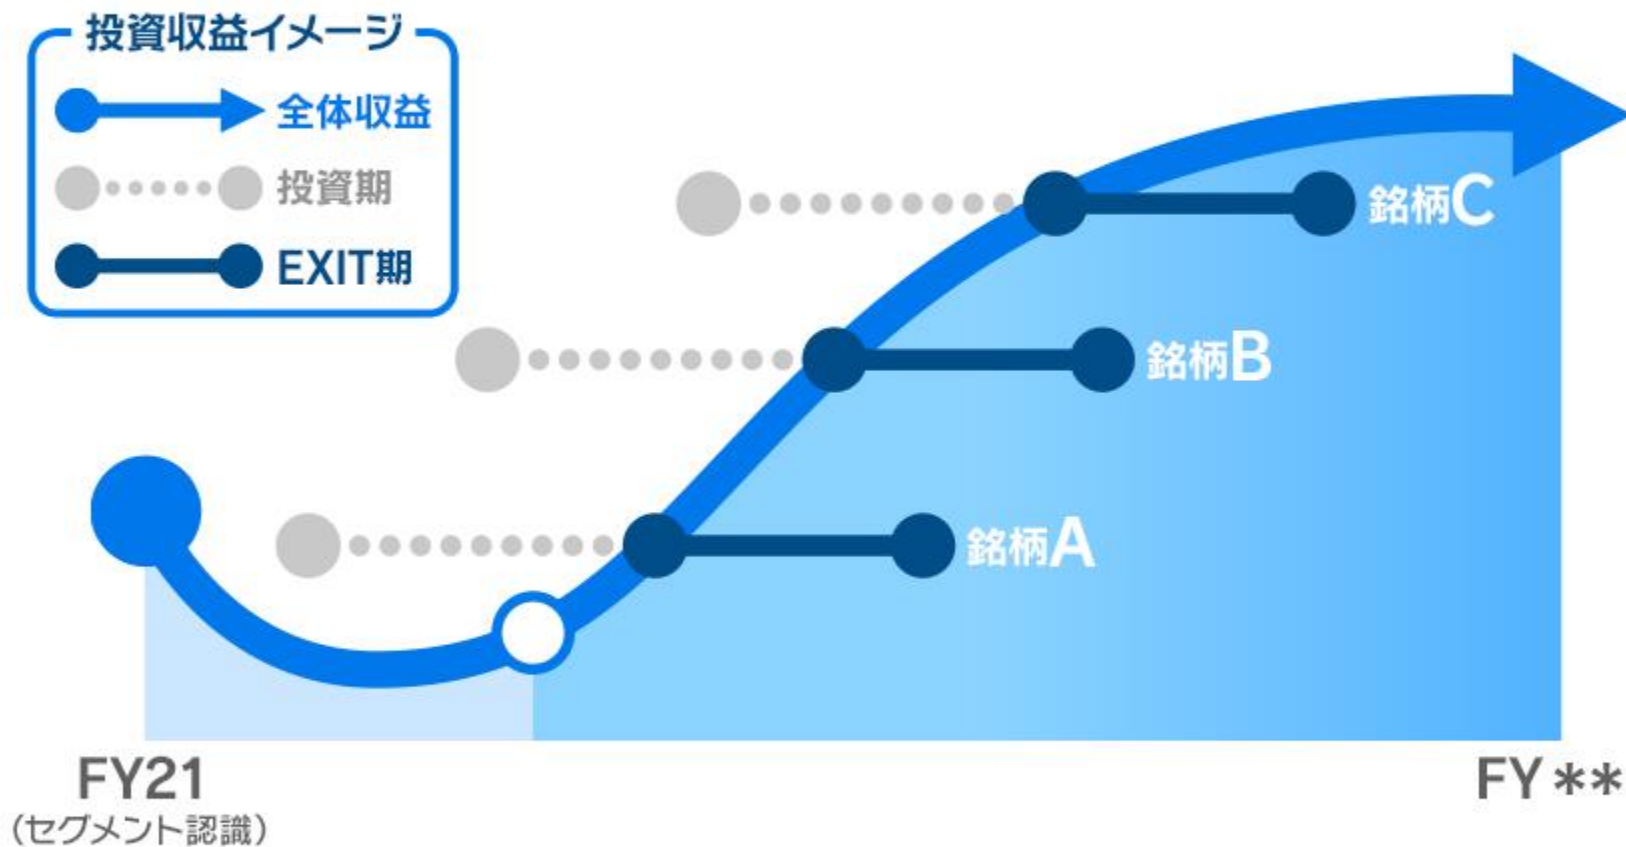 投資収益イメージ
全体収益
投資期
EXIT期
銘柄C
銘柄B
銘柄A
FY21
(セグメント認識)
FY**